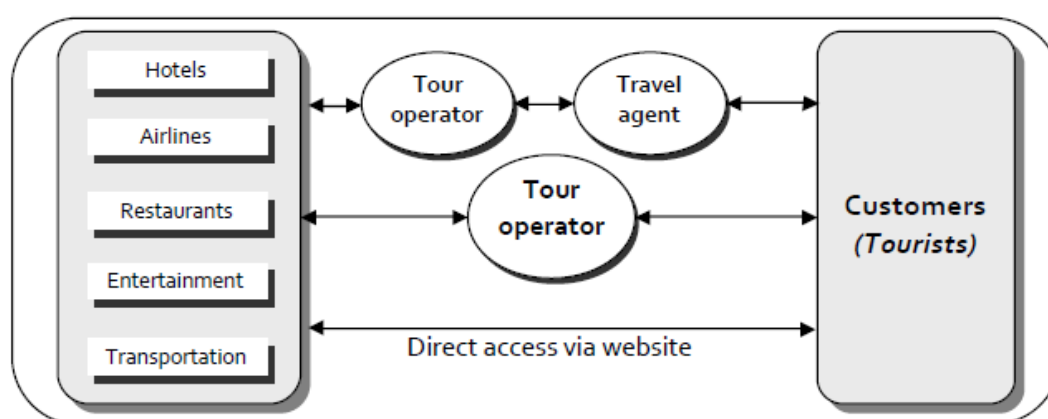 Hotels
Airlines
Restaurants
Entertainment
Transportation
Tour
operator
Travel
agent
Tour
operator
Direct access via website
Customers
(Tourists)